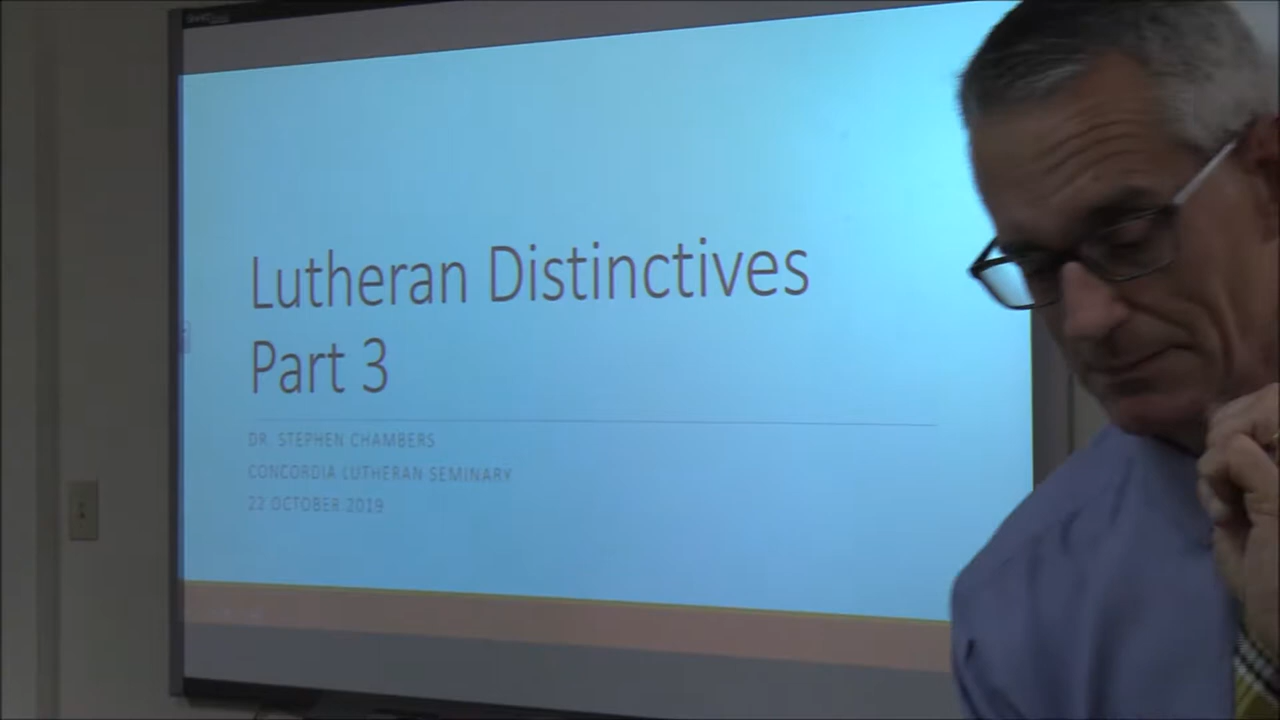 Lutheran Distinctives
Part 3
DR. STEPHEN CHAMBERS
CONCORDIA LUTHERAN SEMINARY
22 OCTOBER 2019